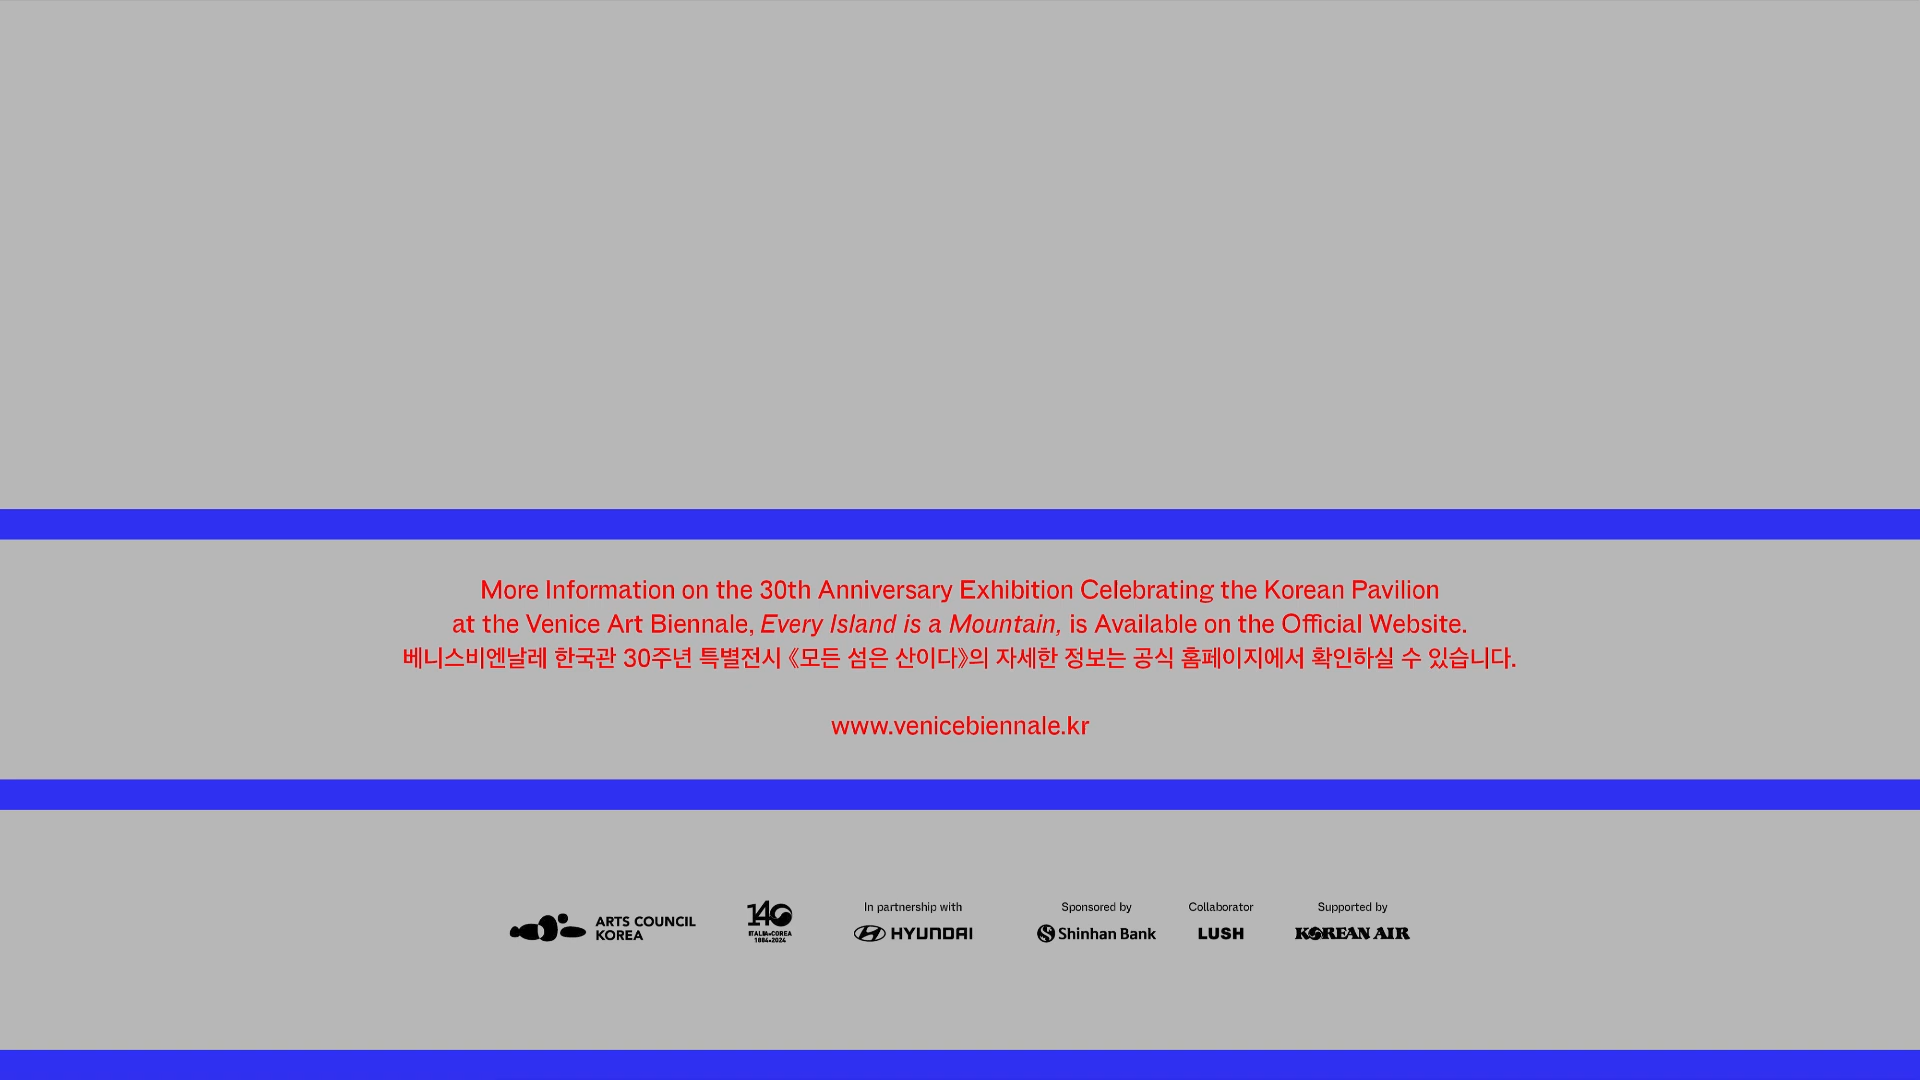 More Information on the 30th Anniversary Exhibition Celebrating the Korean Pavilion
at the Venice Art Biennale, Every Island is a Mountain, is Available on the Official Website.
베니스비엔날레 한국관 30주년 특별전시 《모든 섬은 산이다》의 자세한 정보는 공식 홈페이지에서 확인하실 수 있습니다.
www.venicebiennale.kr
ARTS COUNCIL
KOREA
140
ITALIA•COREA
1884•2024
In partnership with
HYUNDAI
Sponsored by
Shinhan Bank
Collaborator
LUSH
Supported by
KOREAN AIR